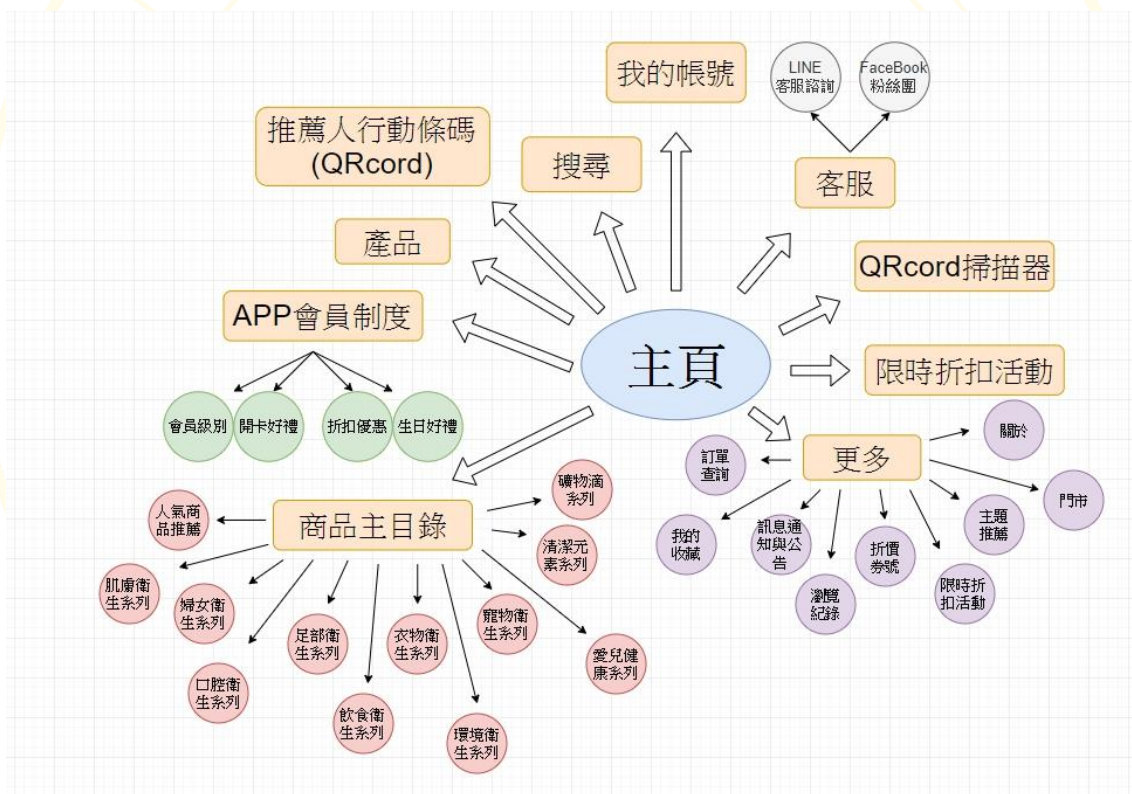 我的帳號
LINE
客服諮詢
FaceBook
粉絲團
推薦人行動條碼
(QRcord)
搜尋
客服
產品
QRcord掃描器
APP會員制度
主頁
限時折扣活動
會員級別
開卡好禮
折扣優惠
生日好禮
更多
訂單
查詢
關於
門市
主題
推薦
限時折
扣活動
折價
券號
瀏覽
紀錄
訊息通
知與公
告
我的
收藏
商品主目錄
礦物滴
系列
清潔元
素系列
人氣商
品推薦
肌膚衛
生系列
婦女衛
生系列
口腔衛
生系列
足部衛
生系列
飲食衛
生系列
衣物衛
生系列
環境衛
生系列
寵物衛
生系列
愛兒健
康系列